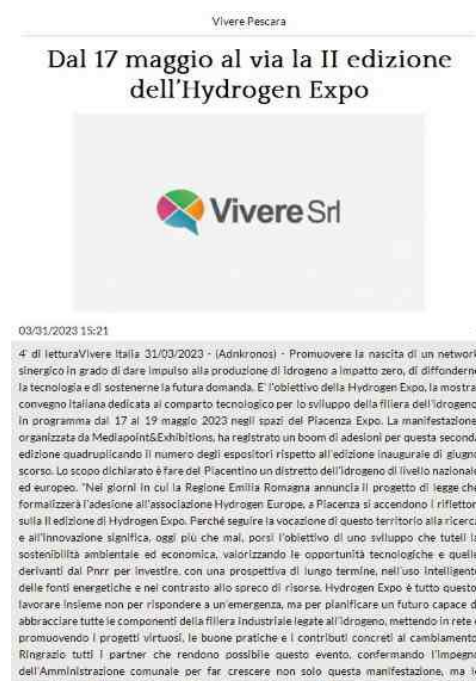 Vivere Pescara
Dal 17 maggio al via la II edizione
dell'Hydrogen Expo
Vivere Srl
03/31/2023 15:21
4' di letturaVivere Italia 31/03/2023 - (Adnkronos) - Promuovere la nascita di un network
sinergico in grado di dare impulso alla produzione di idrogeno a impatto zero, di diffonderne
la tecnologia e di sostenerne la futura domanda. E' l'obiettivo della Hydrogen Expo, la mostra-
convegno italiana dedicata al comparto tecnologico per lo sviluppo della filiera dell'idrogeno,
in programma dal 17 al 19 maggio 2023 negli spazi del Piacenza Expo. La manifestazione,
organizzata da Mediapoint&Exhibitions, ha registrato un boom di adesioni per questa seconda
edizione quadruplicando il numero degli espositori rispetto all'edizione inaugurale di giugno
scorso. Lo scopo dichiarato è fare del Piacentino un distretto dell'idrogeno di livello nazionale
ed europeo. "Nei giorni in cui la Regione Emilia Romagna annuncia il progetto di legge che
formalizzerà l'adesione all'associazione Hydrogen Europe, a Piacenza si accendono i riflettori
sulla II edizione di Hydrogen Expo. Perché seguire la vocazione di questo territorio alla ricerca
e all'innovazione significa, oggi più che mai, porsi l'obiettivo di uno sviluppo che tuteli la
sostenibilità ambientale ed economica, valorizzando le opportunità tecnologiche e quelle
derivanti dal Pnrr per investire, con una prospettiva di lungo termine, nell'uso intelligente
delle fonti energetiche e nel contrasto allo spreco di risorse. Hydrogen Expo è tutto questo:
lavorare insieme non per rispondere a un'emergenza, ma per planificare un futuro capace di
abbracciare tutte le componenti della filiera industriale legate all'idrogeno, mettendo in rete e
promuovendo i progetti virtuosi, le buone pratiche e i contributi concreti al cambiamento.
Ringrazio tutti i partner che rendono possibile questo evento, confermando l'impegno
dell'Amministrazione comunale per far crescere non solo questa manifestazione, ma le